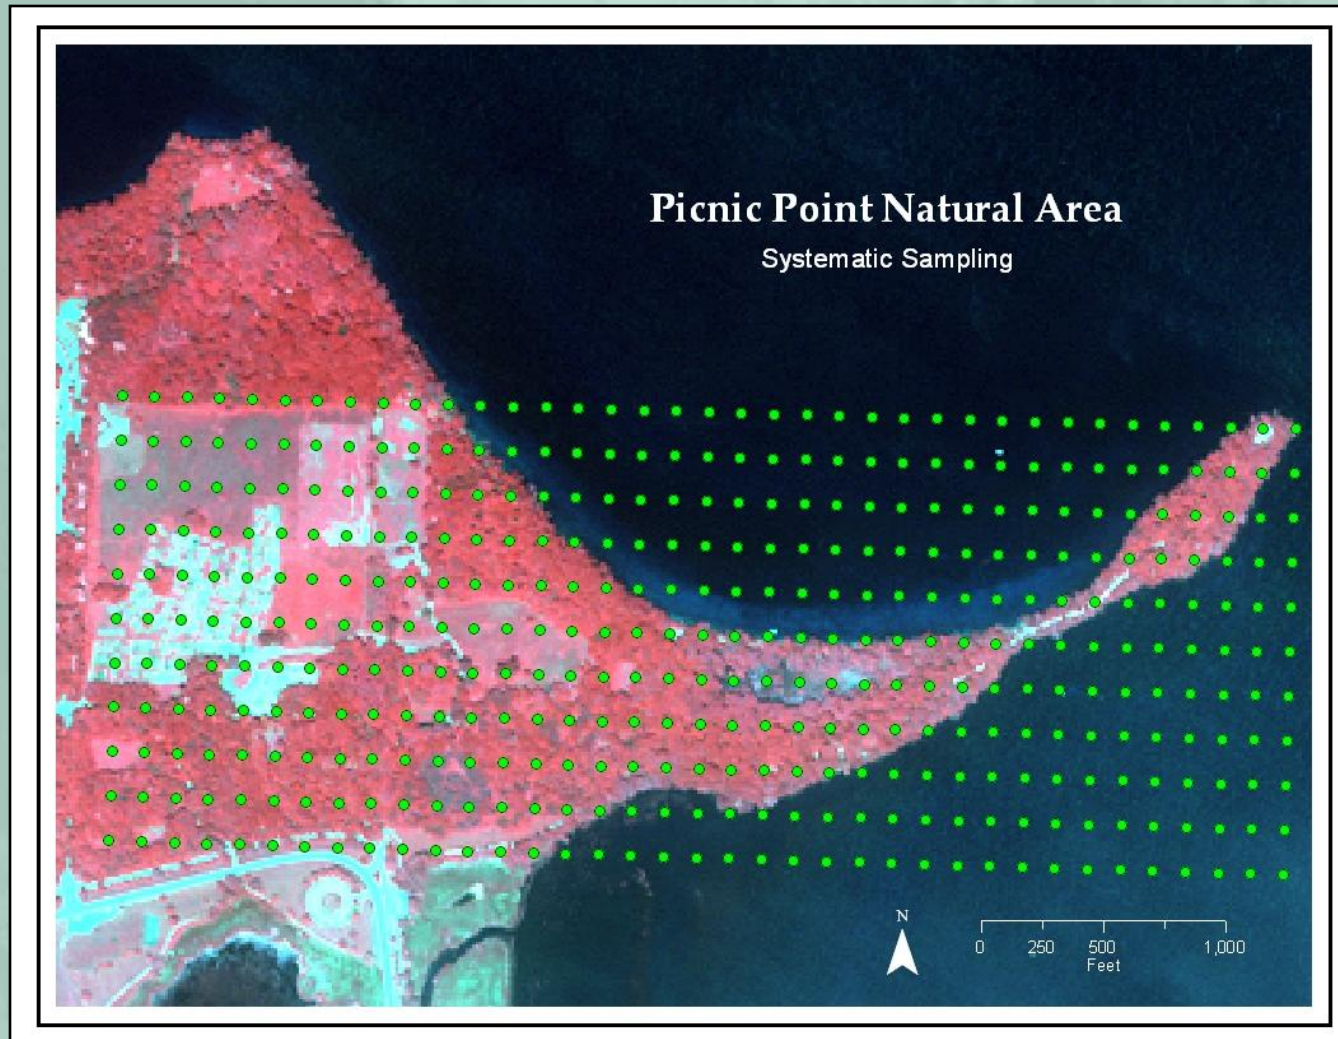 Picnic Point Natural Area
Systematic Sampling
N
0 250 500 1,000
Feet